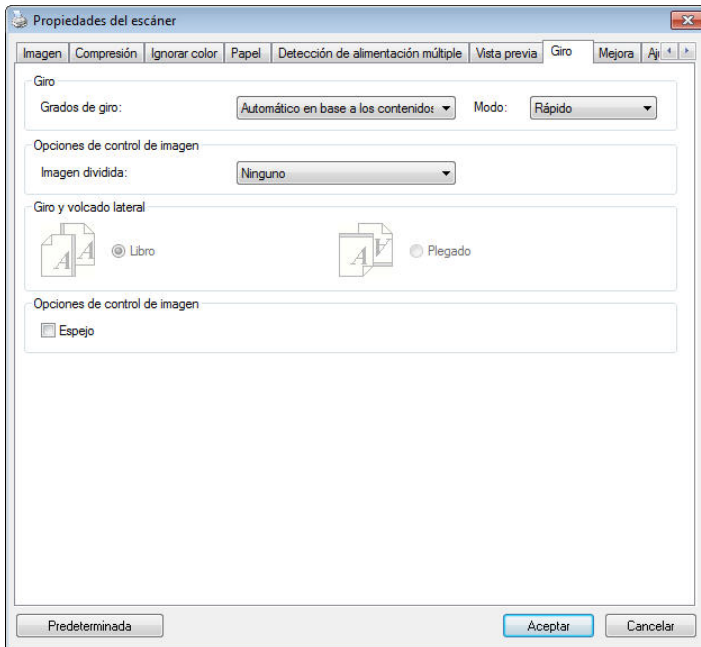 Propiedades del escáner
Imagen Compresión Ignorar color Papel Detección de alimentación múltiple Vista previa Giro Mejora
Giro
Grados de giro: Automático en base a los contenidos Modo: Rápido
Opciones de control de imagen
Imagen dividida: Ninguno
Giro y volcado lateral
A A Libro A A Plegado
Opciones de control de imagen
Espejo
Predeterminada Aceptar Cancelar